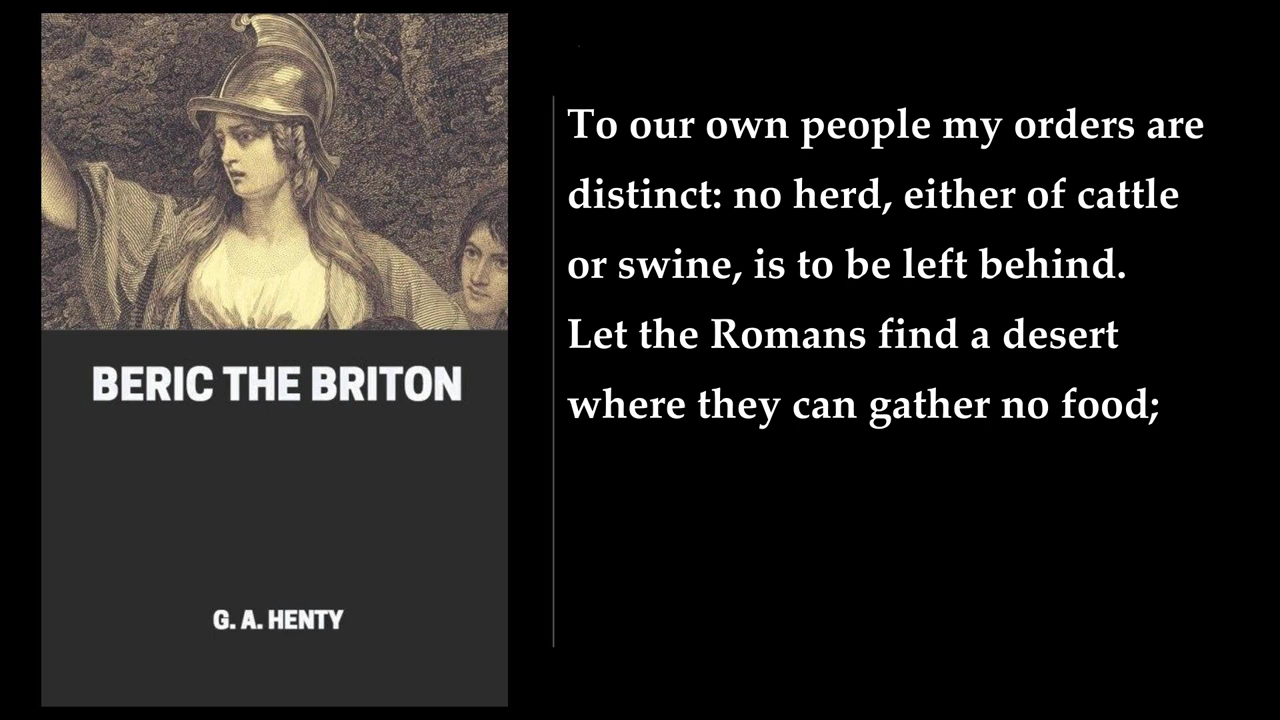 BERIC THE BRITON
G. A. HENTY
To our own people my orders are
distinct: no herd, either of cattle
or swine, is to be left behind.
Let the Romans find a desert
where they can gather no food;